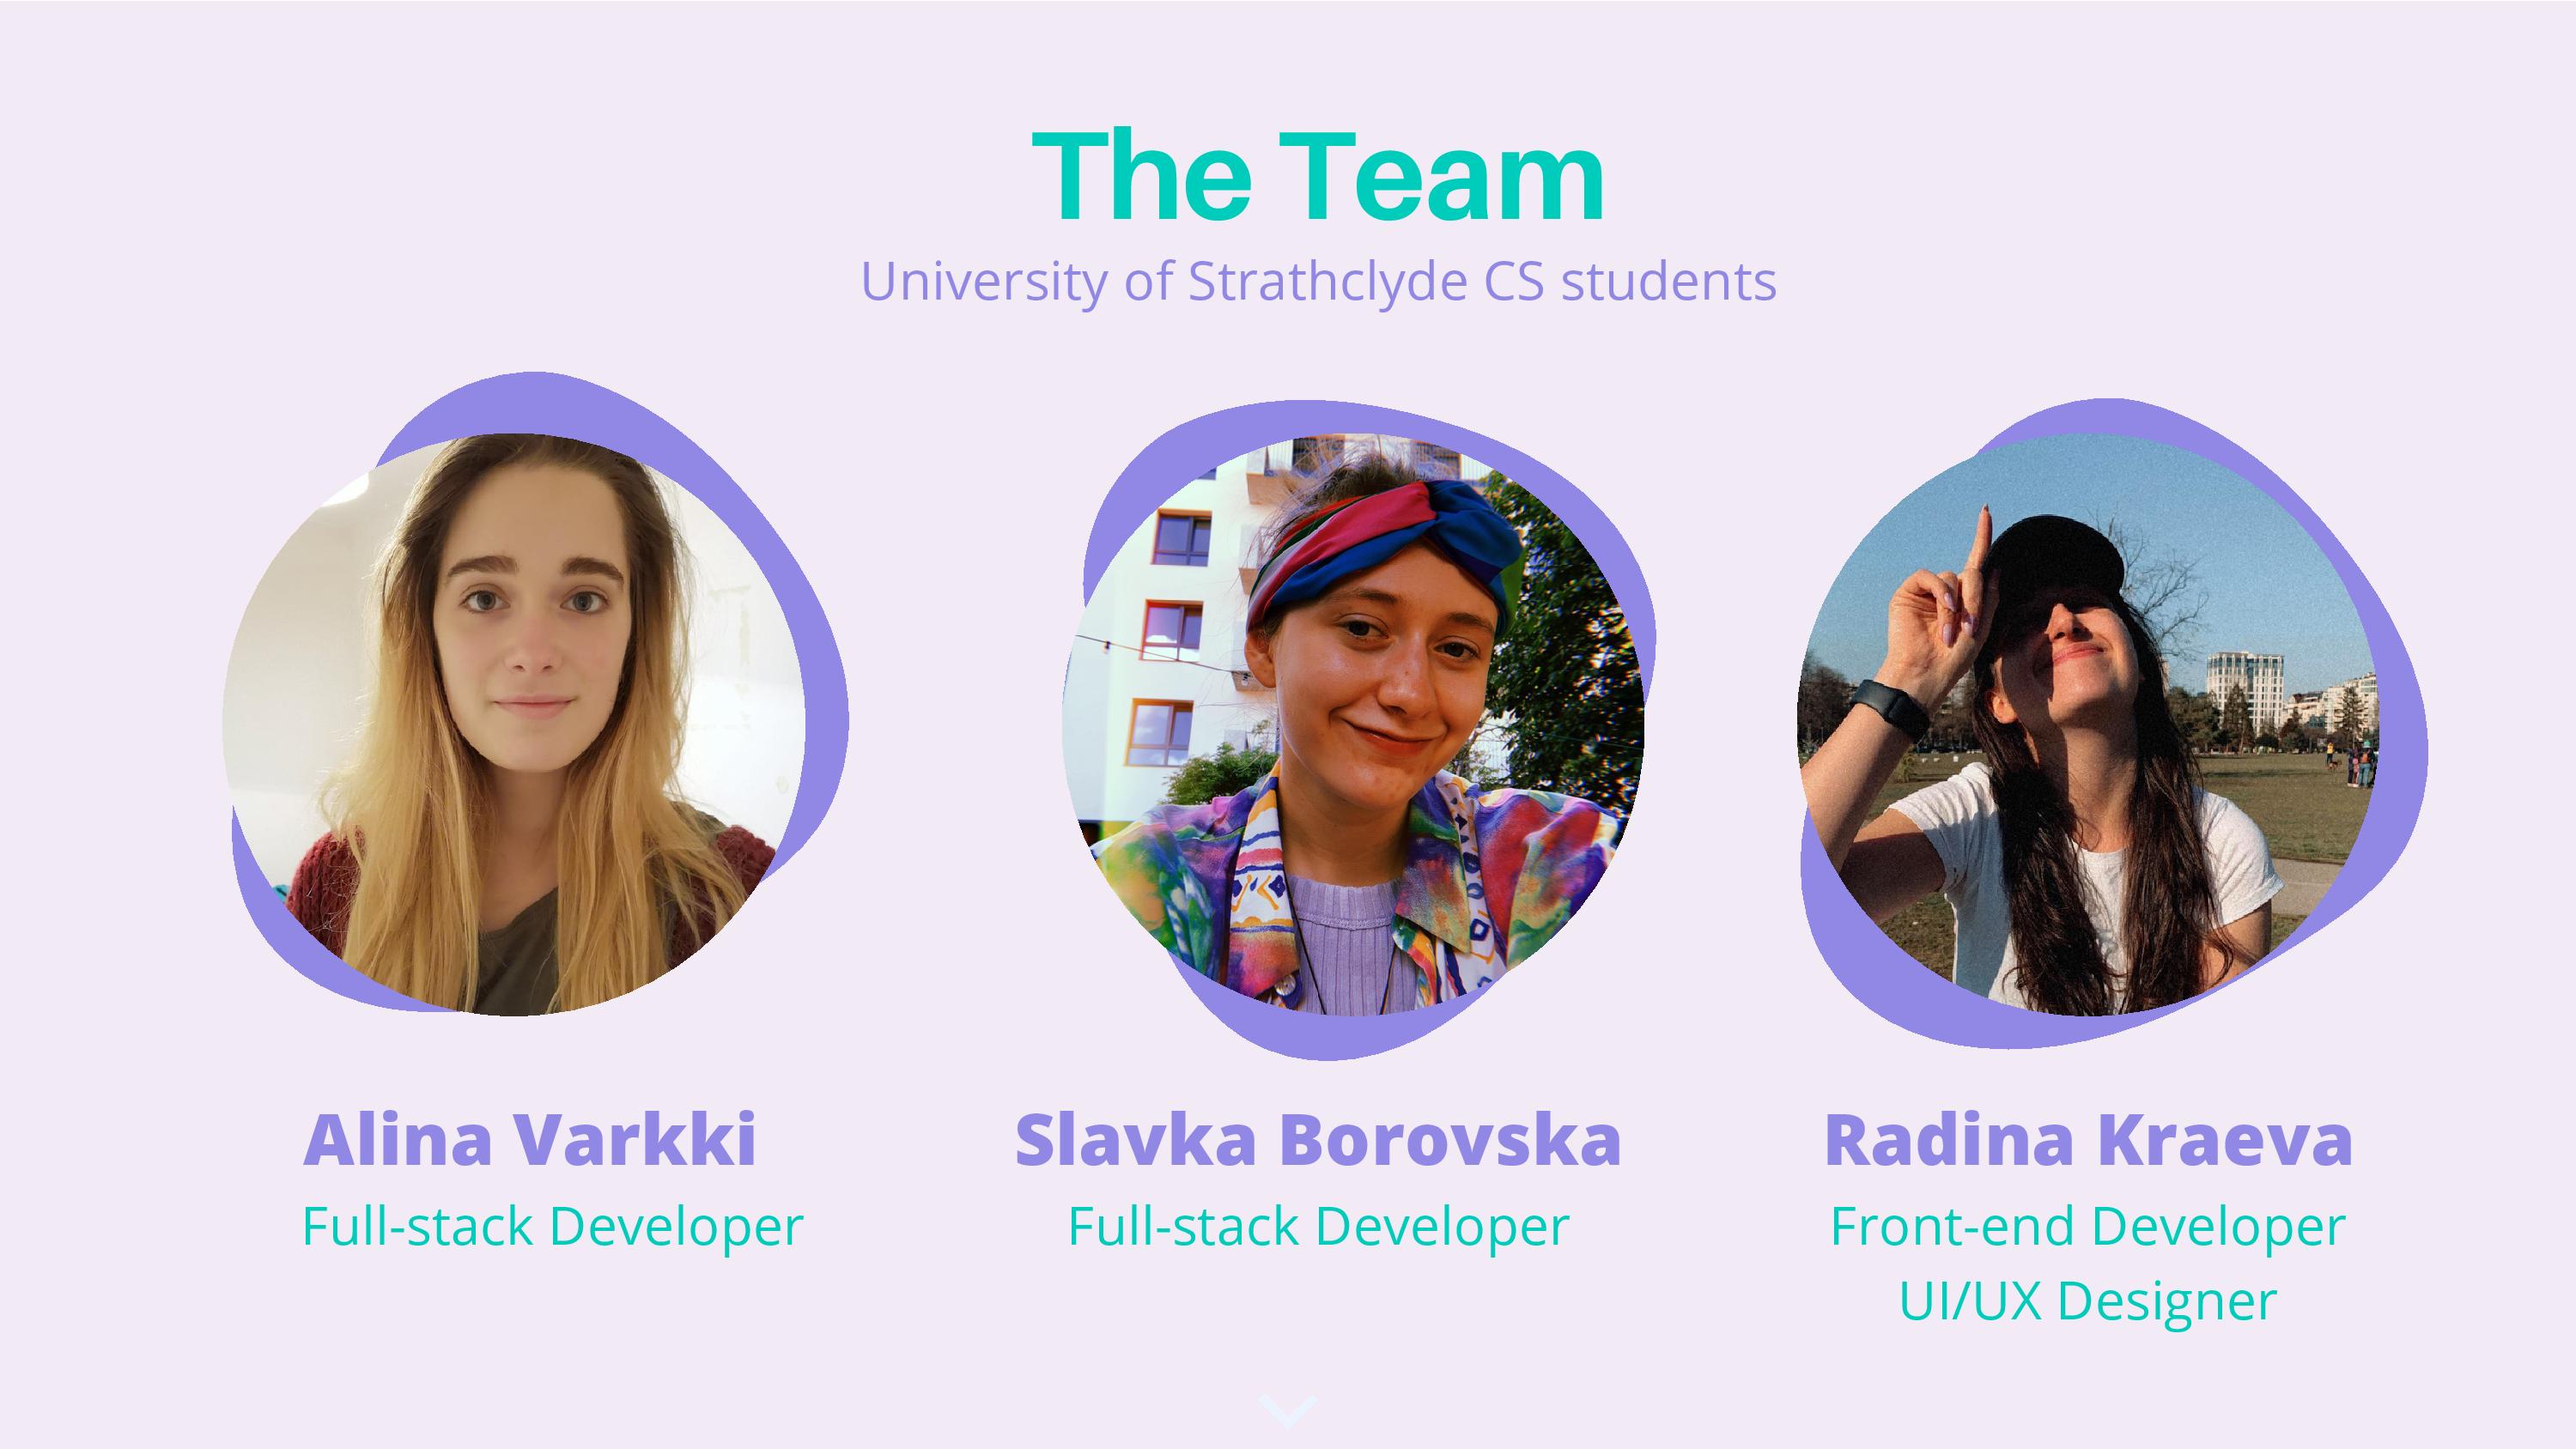 The Team
University of Strathclyde CS students
Alina Varkki
Full-stack Developer
Slavka Borovska
Full-stack Developer
Radina Kraeva
Front-end Developer
UI/UX Designer